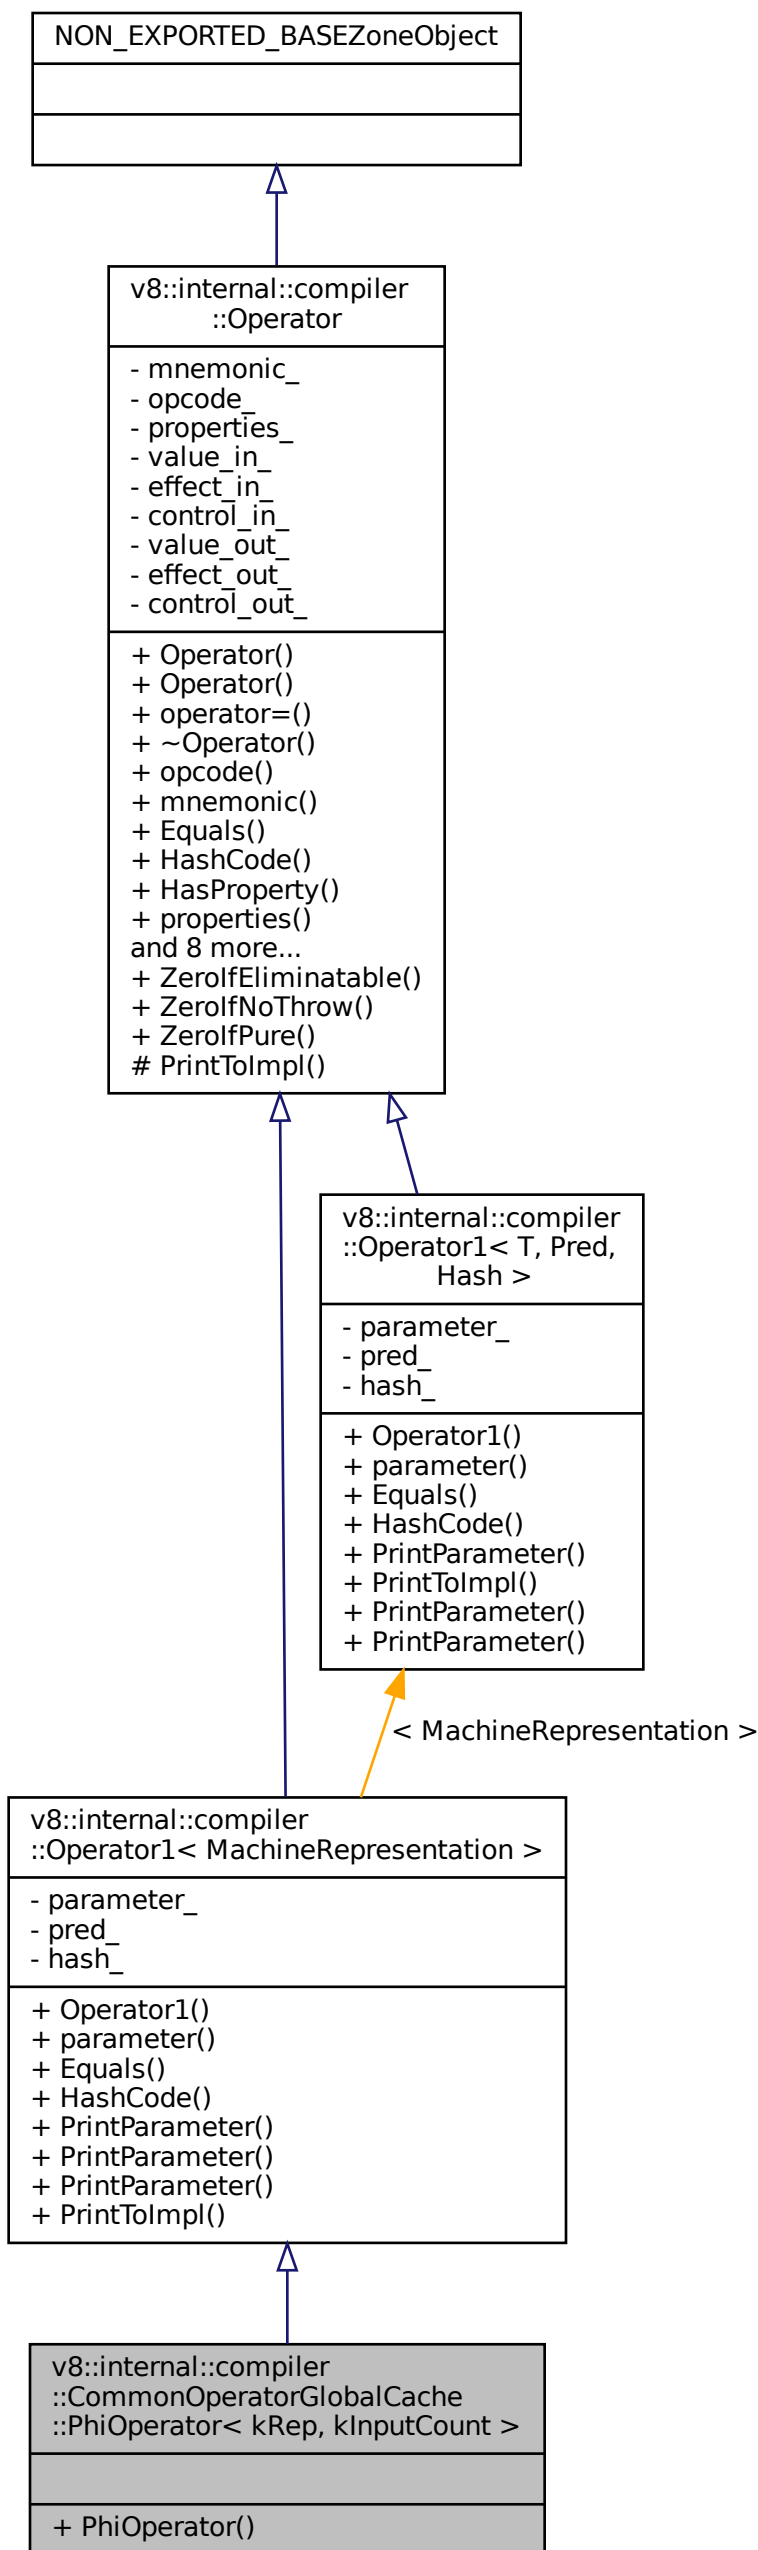 NON_EXPORTED_BASEZoneObject
v8::internal::compiler
::Operator
- mnemonic_
- opcode_
- properties_
- value_in_
- effect_in_
- control_in_
- value_out_
- effect_out_
- control_out_
+ Operator()
+ Operator()
+ operator=()
+ ~Operator()
+ opcode()
+ mnemonic()
+ Equals()
+ HashCode()
+ HasProperty()
+ properties()
and 8 more...
+ ZeroIfEliminatable()
+ ZeroIfNoThrow()
+ ZeroIfPure()
# PrintToImpl()
v8::internal::compiler
::Operator1< T, Pred,
Hash >
- parameter_
- pred_
- hash_
+ Operator1()
+ parameter()
+ Equals()
+ HashCode()
+ PrintParameter()
+ PrintToImpl()
+ PrintParameter()
+ PrintParameter()
< MachineRepresentation >
v8::internal::compiler
::Operator1< MachineRepresentation >
- parameter_
- pred_
- hash_
+ Operator1()
+ parameter()
+ Equals()
+ HashCode()
+ PrintParameter()
+ PrintParameter()
+ PrintParameter()
+ PrintToImpl()
v8::internal::compiler
::CommonOperatorGlobalCache
::PhiOperator< kRep, kInputCount >
+ PhiOperator()